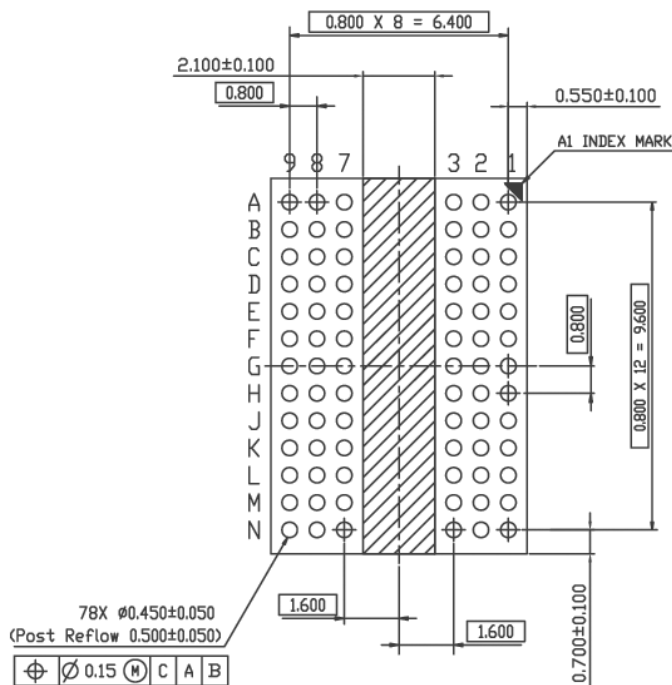 0.800 X 8 = 6.400
2.100±0.100
0.800
0.550±0.100
A1 INDEX MARK
9 8 7 3 2 1
A
B
C
D
E
F
G
H
J
K
L
M
N
0.800
0.800 X 12 = 9.600
1.600
1.600
0.700±0.100
78X Ø0.450±0.050
(Post Reflow 0.500±0.050)
⌖ Ø 0.15 Ⓜ C A B